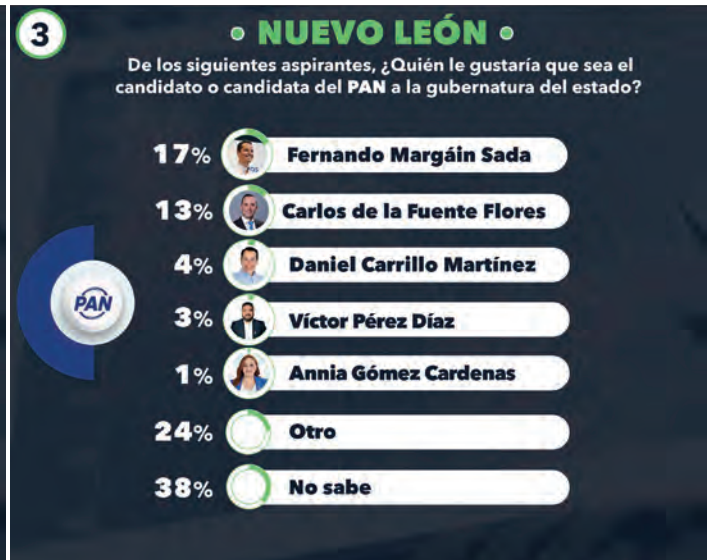 3
• NUEVO LEÓN •
De los siguientes aspirantes, ¿Quién le gustaría que sea el
candidato o candidata del PAN a la gubernatura del estado?
17% Fernando Margáin Sada
13% Carlos de la Fuente Flores
4% Daniel Carrillo Martínez
PAN
3% Víctor Pérez Díaz
1% Annia Gómez Cardenas
24% Otro
38% No sabe